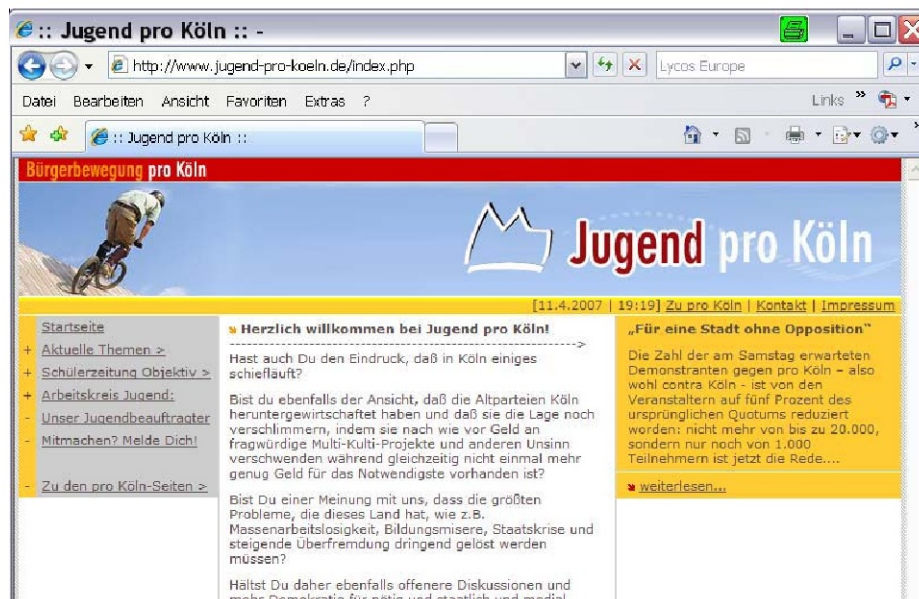 :: Jugend pro Köln :: -
http://www.jugend-pro-koeln.de/index.php
Lycos Europe
Datei Bearbeiten Ansicht Favoriten Extras ?
Links »
:: Jugend pro Köln ::
Bürgerbewegung pro Köln
Jugend pro Köln
[11.4.2007 | 19:19] Zu pro Köln | Kontakt | Impressum
Startseite
+ Aktuelle Themen >
+ Schülerzeitung Objektiv >
+ Arbeitskreis Jugend:
- Unser Jugendbeauftragter
- Mitmachen? Melde Dich!
- Zu den pro Köln-Seiten >
Herzlich willkommen bei Jugend pro Köln!
------------------------------------------------------------>
Hast auch Du den Eindruck, daß in Köln einiges
schiefläuft?
Bist du ebenfalls der Ansicht, daß die Altparteien Köln
heruntergewirtschaftet haben und daß sie die Lage noch
verschlimmern, indem sie nach wie vor Geld an
fragwürdige Multi-Kulti-Projekte und anderen Unsinn
verschwenden während gleichzeitig nicht einmal mehr
genug Geld für das Notwendigste vorhanden ist?
Bist Du einer Meinung mit uns, dass die größten
Probleme, die dieses Land hat, wie z.B.
Massenarbeitslosigkeit, Bildungsmisere, Staatskrise und
steigende Überfremdung dringend gelöst werden
müssen?
Hältst Du daher ebenfalls offenere Diskussionen und
mehr Demokratie für nötig und staatlich und medial
„Für eine Stadt ohne Opposition"
Die Zahl der am Samstag erwarteten
Demonstranten gegen pro Köln – also
wohl contra Köln - ist von den
Veranstaltern auf fünf Prozent des
ursprünglichen Quotums reduziert
worden: nicht mehr von bis zu 20.000,
sondern nur noch von 1.000
Teilnehmern ist jetzt die Rede....
weiterlesen...